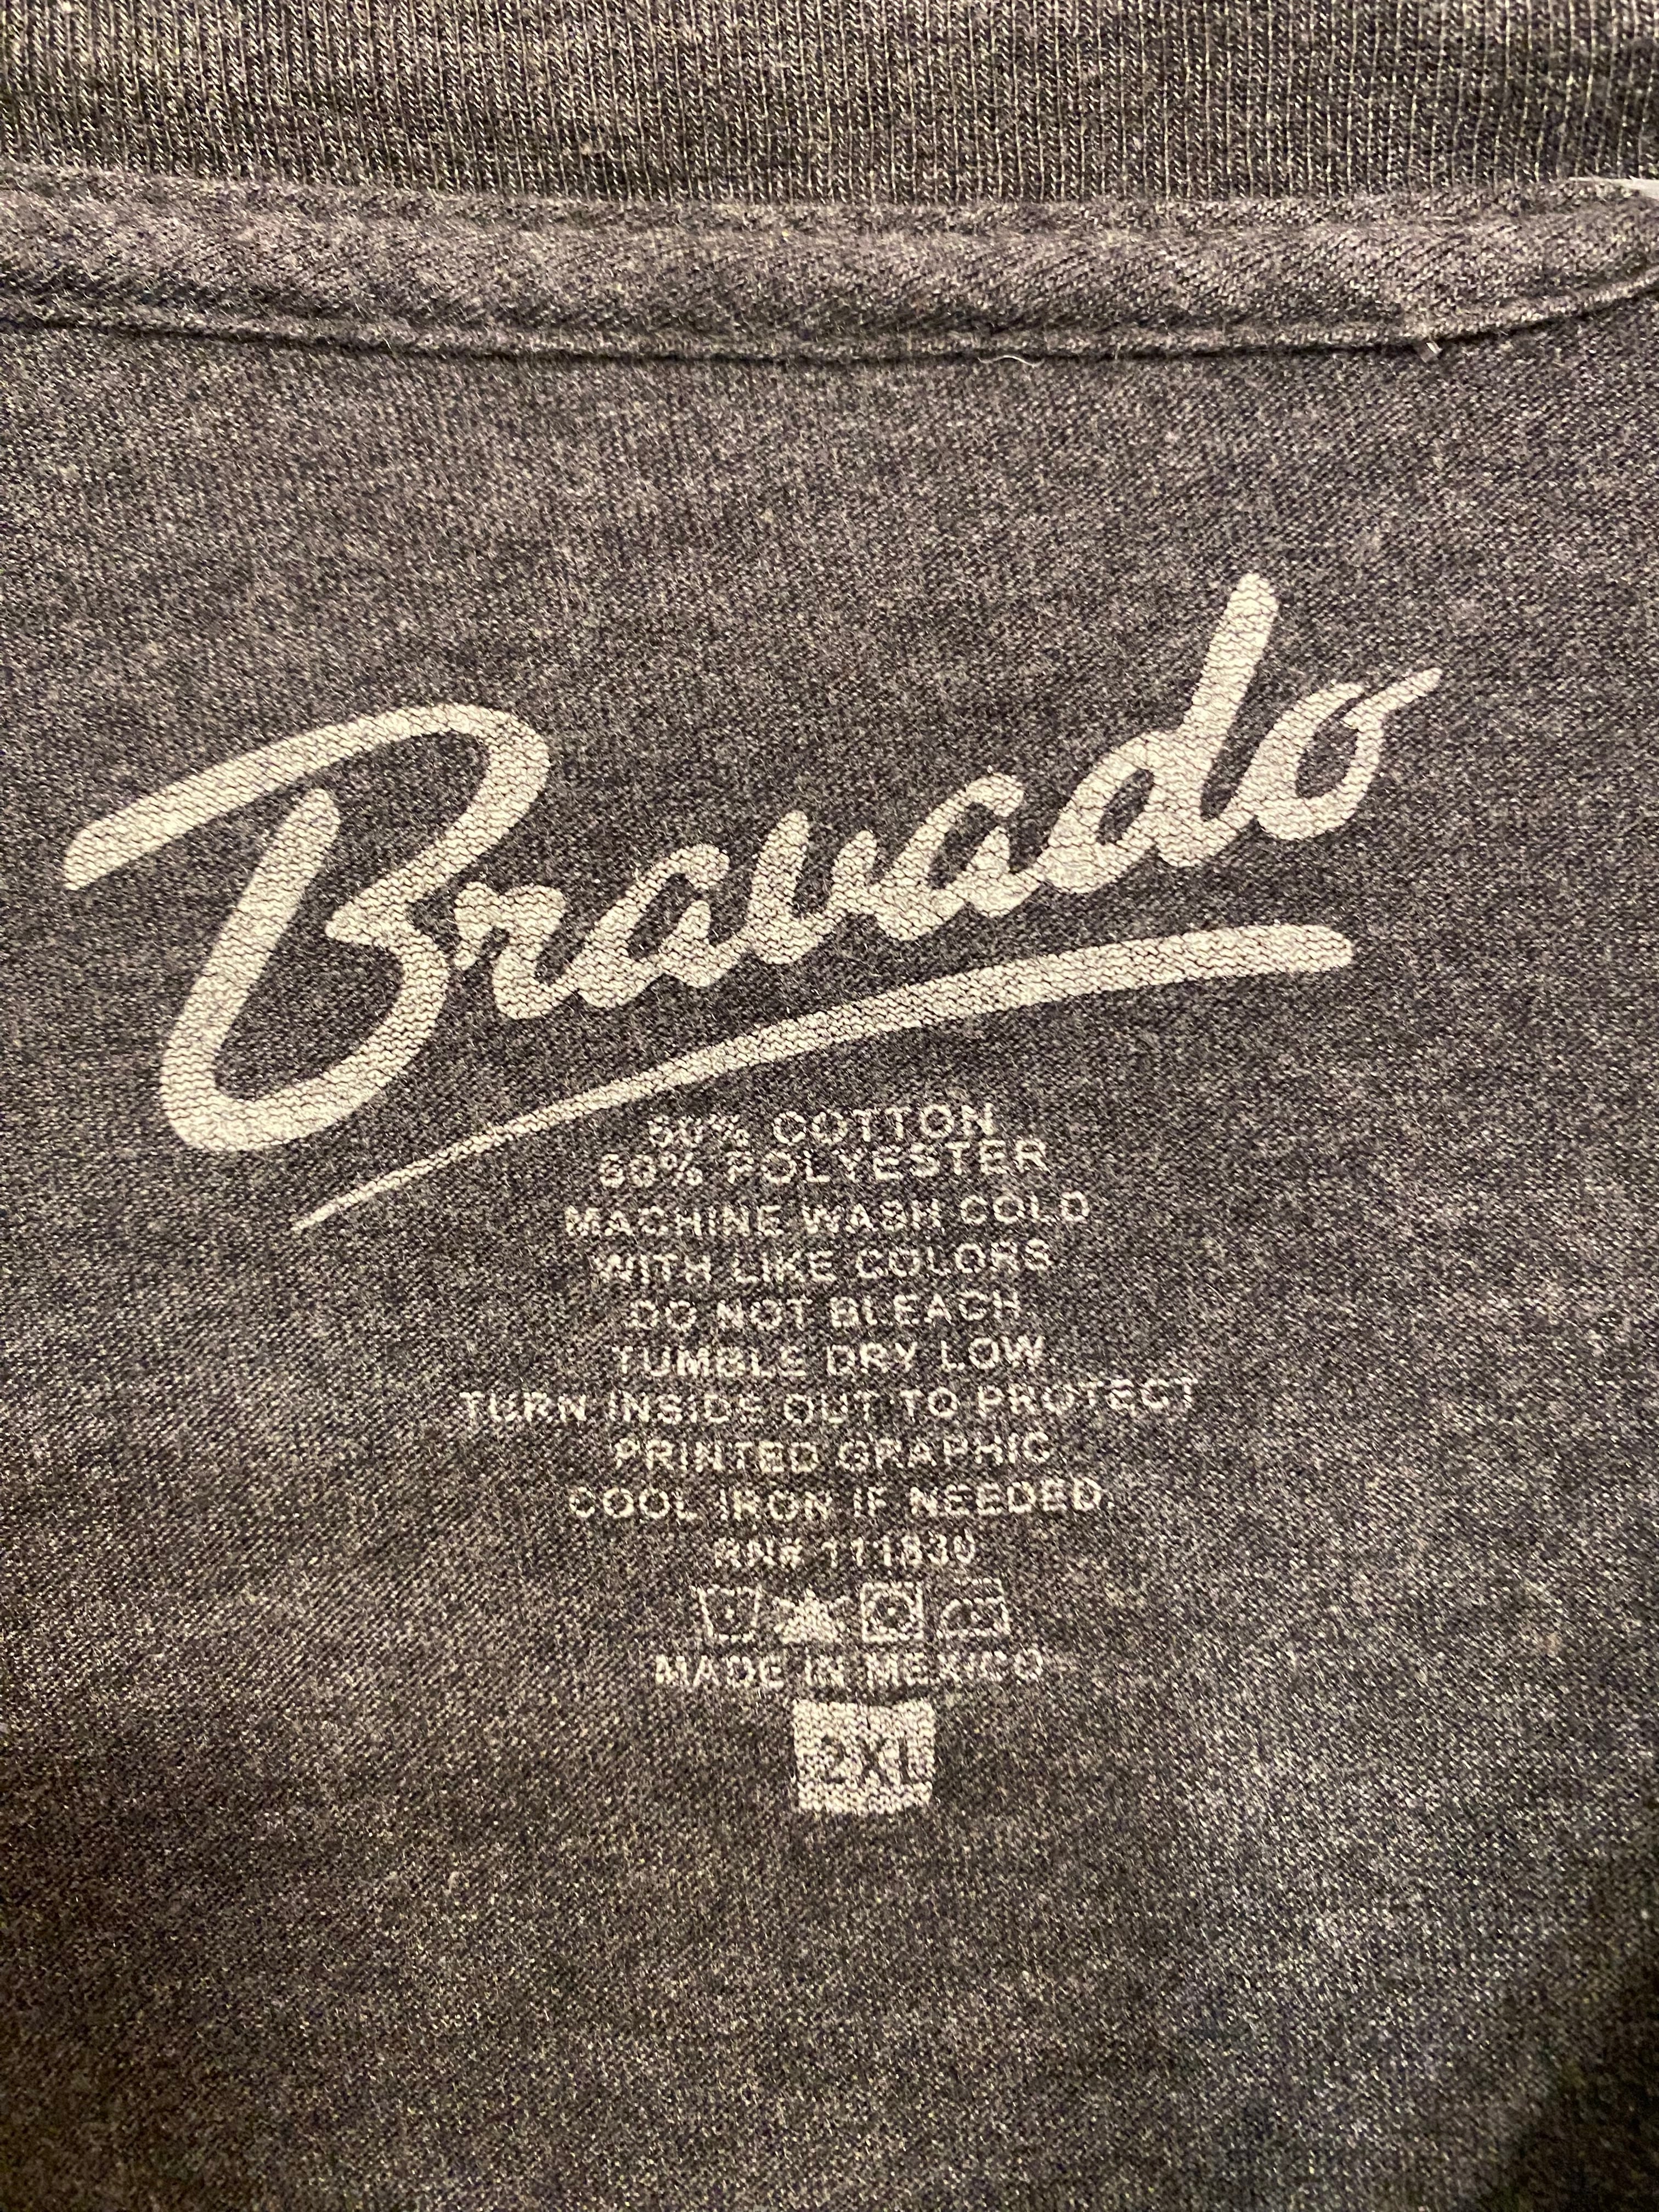 Bravado
50% COTTON
50% POLYESTER
MACHINE WASH COLD
WITH LIKE COLORS
DO NOT BLEACH
TUMBLE DRY LOW.
TURN INSIDE OUT TO PROTECT
PRINTED GRAPHIC
COOL IRON IF NEEDED.
RN# 111830
MADE IN MEXICO
2XL